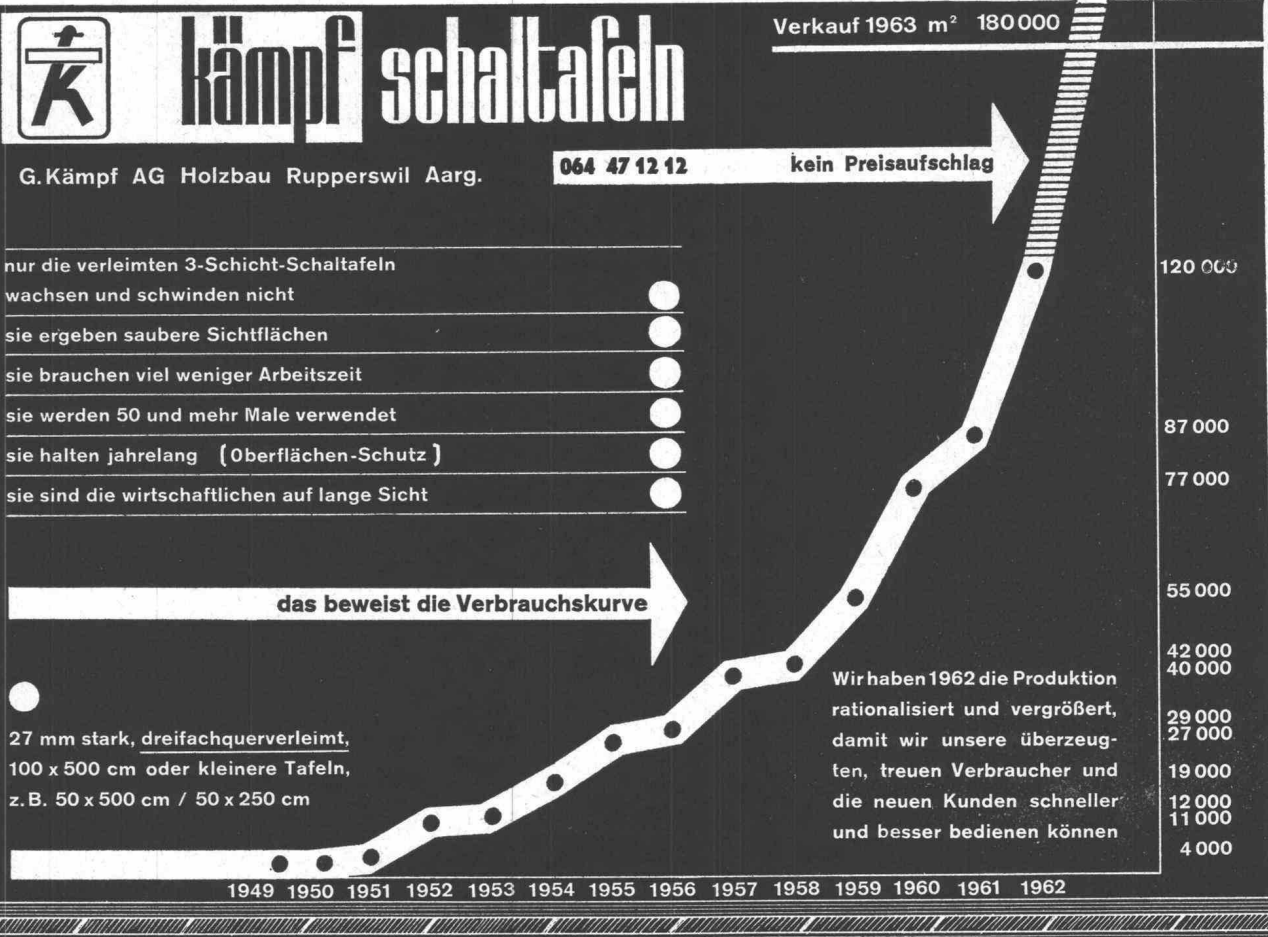 K
kämpf schaltafeln
G. Kämpf AG Holzbau Rupperswil Aarg.
Verkauf 1963 m² 180 000
064 47 12 12 kein Preisaufschlag
nur die verleimten 3-Schicht-Schaltafeln
wachsen und schwinden nicht
sie ergeben saubere Sichtflächen
sie brauchen viel weniger Arbeitszeit
sie werden 50 und mehr Male verwendet
sie halten jahrelang (Oberflächen-Schutz)
sie sind die wirtschaftlichen auf lange Sicht
das beweist die Verbrauchskurve
27 mm stark, dreifachquerverleimt,
100 x 500 cm oder kleinere Tafeln,
z.B. 50 x 500 cm / 50 x 250 cm
Wir haben 1962 die Produktion
rationalisiert und vergrößert,
damit wir unsere überzeug-
ten, treuen Verbraucher und
die neuen Kunden schneller
und besser bedienen können
120 000
87 000
77 000
55 000
42 000
40 000
29 000
27 000
19 000
12 000
11 000
4 000
1949 1950 1951 1952 1953 1954 1955 1956 1957 1958 1959 1960 1961 1962